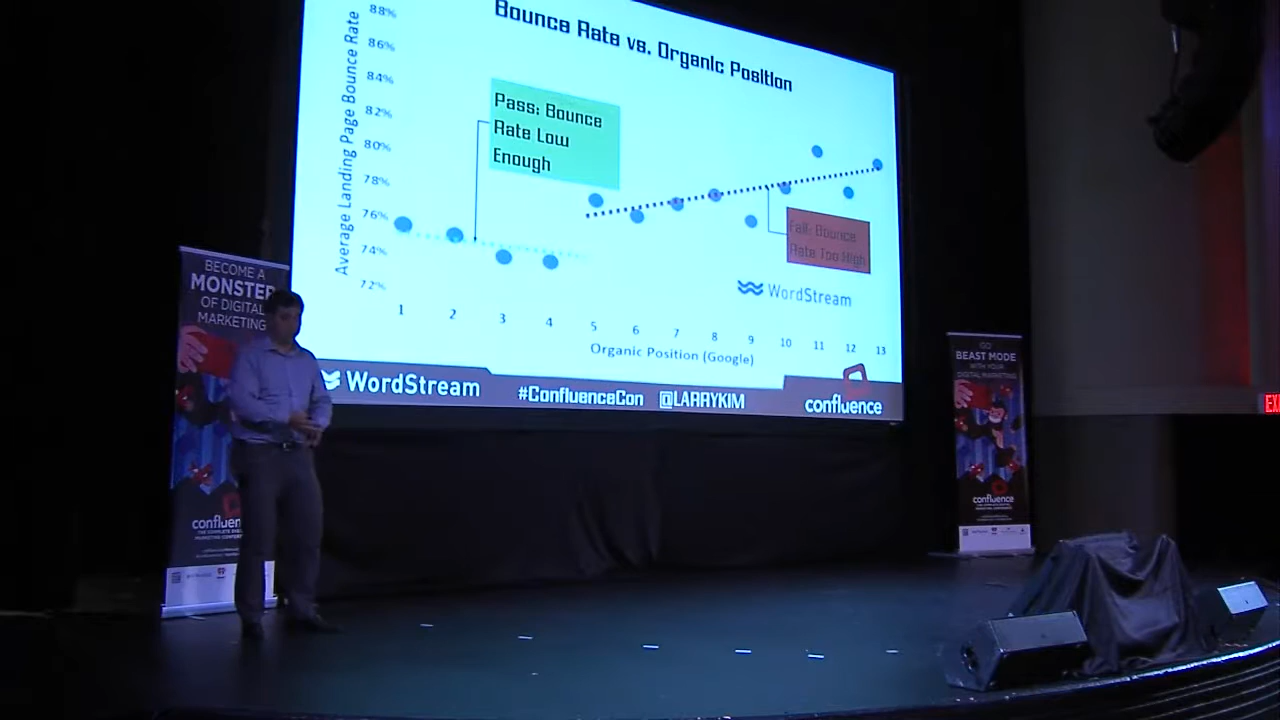 Bounce Rate vs. Organic Position
Average Landing Page Bounce Rate
88%
86%
84%
82%
80%
78%
76%
74%
72%
Pass: Bounce
Rate Low
Enough
Fail: Bounce
Rate Too High
WordStream
1 2 3 4 5 6 7 8 9 10 11 12 13
Organic Position (Google)
WordStream
#ConfluenceCon @LARRYKIM
confluence
BECOME A
MONSTER
OF DIGITAL
MARKETING
confluen
GO
BEAST MODE
WITH YOUR
DIGITAL MARKETING
confluence
EXI